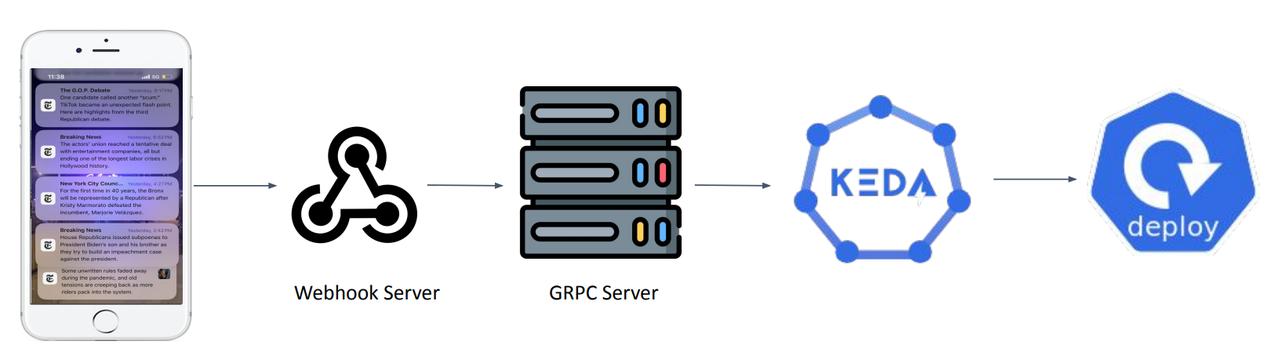 11:38
5G
The G.O.P. Debate
Yesterday, 9:17 PM
One candidate called another "scum."
TikTok became an unexpected flash point.
Here are highlights from the third
Republican debate.
Breaking News
Yesterday, 6:52 PM
The actors' union reached a tentative deal
with entertainment companies, all but
ending one of the longest labor crises in
Hollywood history.
New York City Counc...
Yesterday, 4:27 PM
For the first time in 40 years, the Bronx
will be represented by a Republican after
Kristy Marmorato defeated the
incumbent, Marjorie Velázquez.
Breaking News
Yesterday, 3:42 PM
House Republicans issued subpoenas to
President Biden's son and his brother as
they try to build an impeachment case
against the president.
Some unwritten rules faded away
during the pandemic, and old
tensions are creeping back as more
riders pack into the system.
Webhook Server
GRPC Server
KEDA
deploy